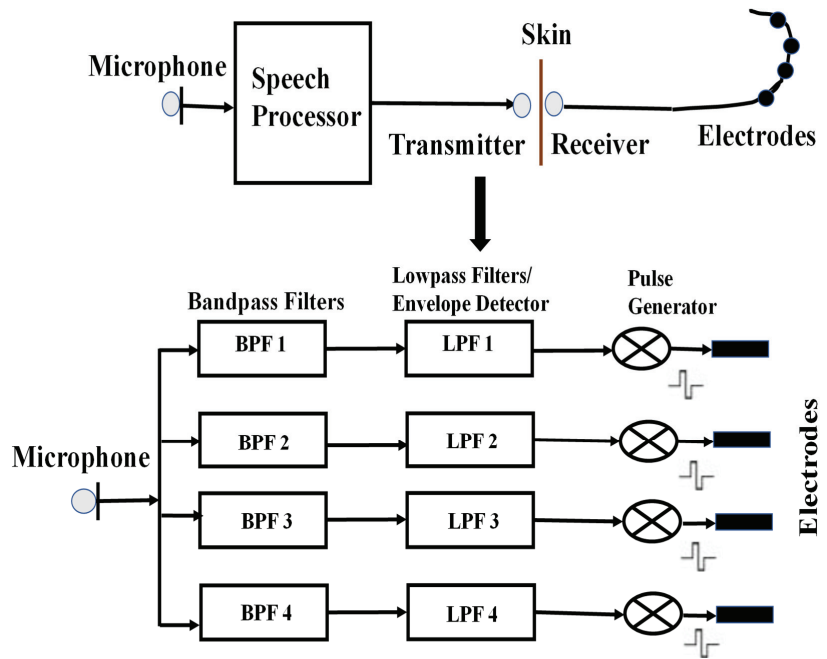 Skin
Microphone
Speech
Processor
Transmitter
Receiver
Electrodes
Lowpass Filters/
Envelope Detector
Pulse
Generator
Bandpass Filters
BPF 1
LPF 1
BPF 2
LPF 2
Microphone
BPF 3
LPF 3
BPF 4
LPF 4
Electrodes